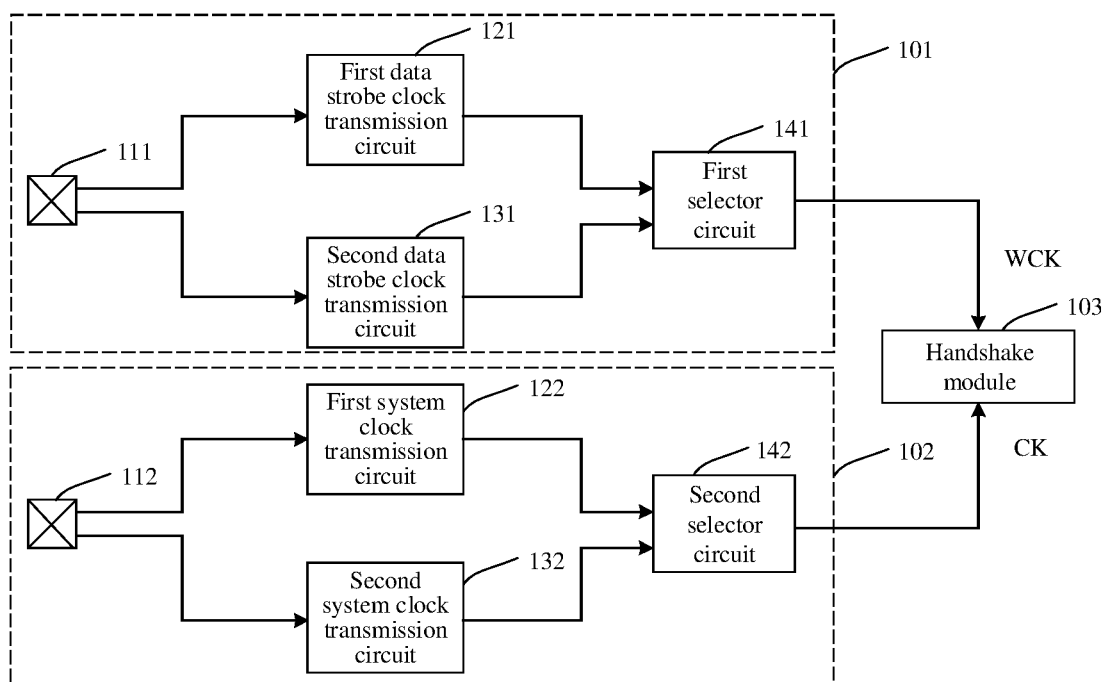 121
First data
strobe clock
transmission
circuit
101
111
141
First
selector
circuit
131
Second data
strobe clock
transmission
circuit
WCK
103
Handshake
module
122
First system
clock
transmission
circuit
CK
142
102
112
Second
selector
circuit
132
Second
system clock
transmission
circuit